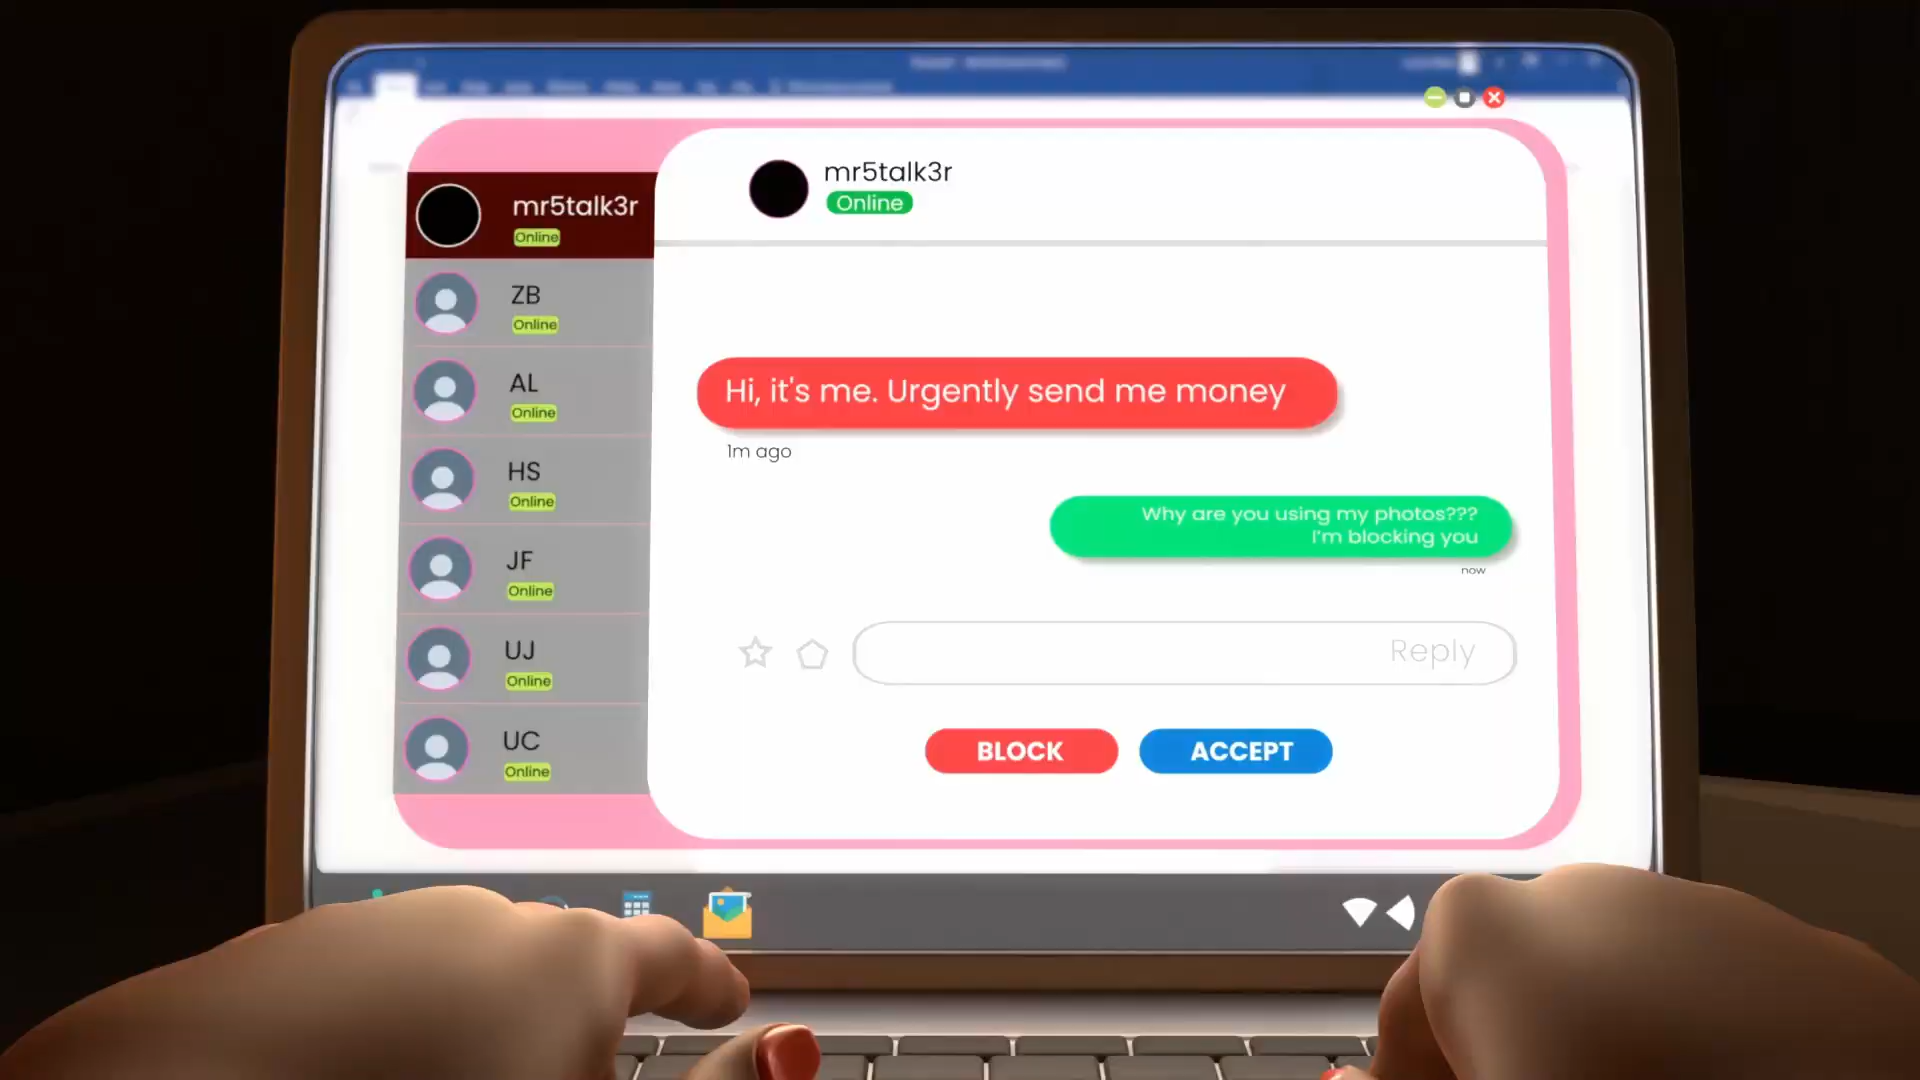 mr5talk3r
Online
ZB
Online
AL
Online
HS
Online
JF
Online
UJ
Online
UC
Online
mr5talk3r
Online
Hi, it's me. Urgently send me money
1m ago
Why are you using my photos???
I'm blocking you
now
Reply
BLOCK
ACCEPT